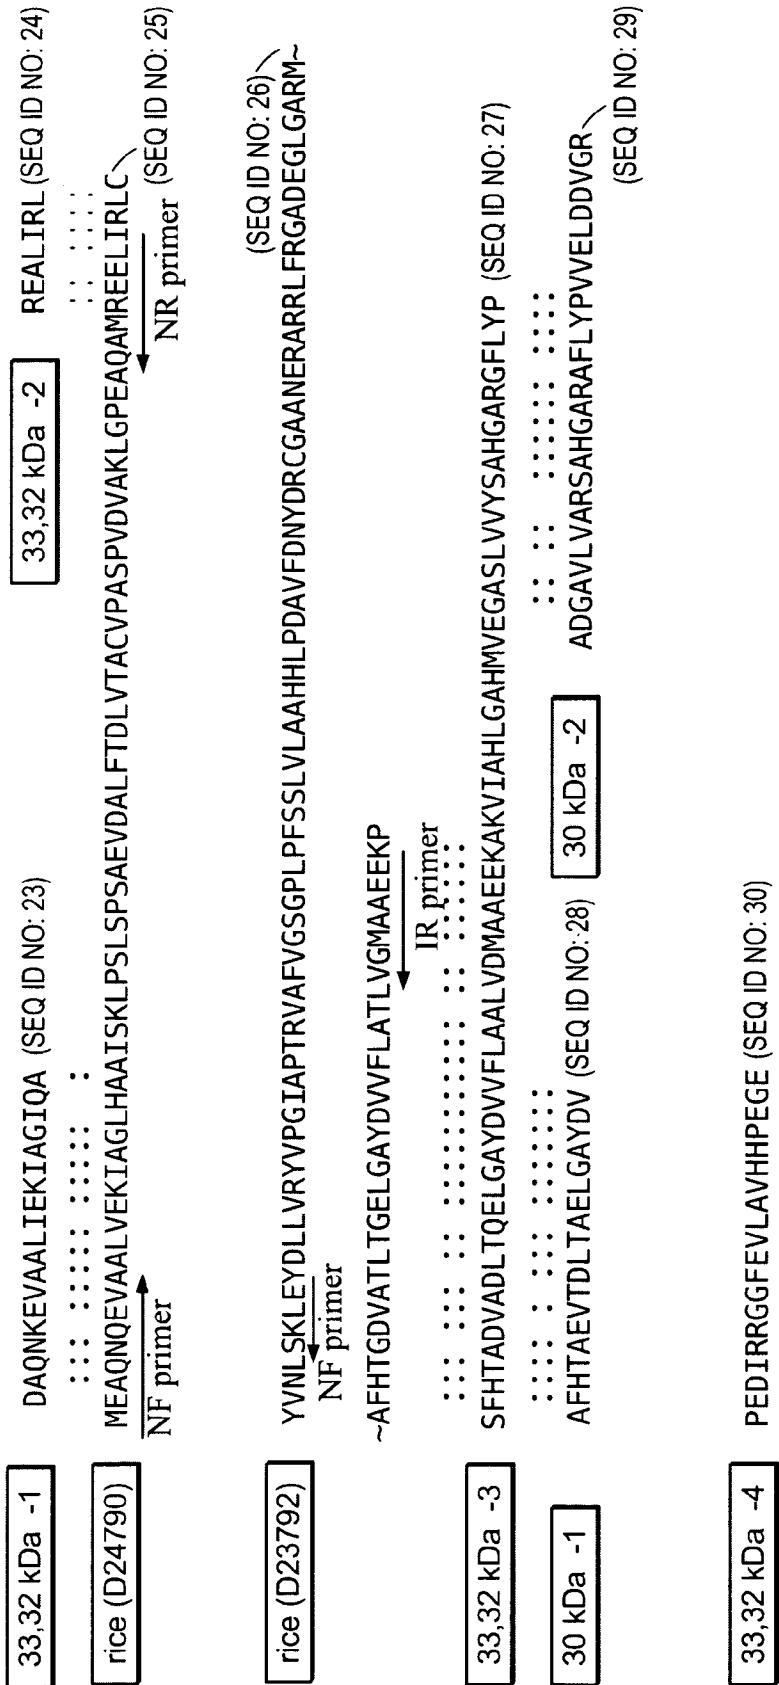 33,32 kDa -1 DAQNKEVAALIEKIAGIQA (SEQ ID NO: 23) 33,32 kDa -2 REALIRL (SEQ ID NO: 24)
rice (D24790) MEAQNQEVAALVEKIAGLHAAISKLPSLSPSAEVDALFTDLVTACVPASPVDVAKLGPEAQAMREELIRLC
(SEQ ID NO: 25)
NF primer NR primer
(SEQ ID NO: 26)
rice (D23792) YVNLSKLEYDLLVRYVPGIAPTRVAFVGSGPLPFSSLVLAAHHLPDAVFDNYDRCGAANERARRLFRGADEGLGARM~
NF primer
~AFHTGDVATLTGELGAYDVVFLATLVGMAAEEKP
IR primer
33,32 kDa -3 SFHTADVADLTQELGAYDVVFLAALVDMAAEEKAKVIAHLGAHMVEGASLVVYSAHGARGFLYP (SEQ ID NO: 27)
30 kDa -1 AFHTAEVTDLTAELGAYDV (SEQ ID NO: 28) 30 kDa -2 ADGAVLVARSAHGARAFLYPVVELDDVGR
(SEQ ID NO: 29)
33,32 kDa -4 PEDIRRGGFEVLAVHHPEGE (SEQ ID NO: 30)